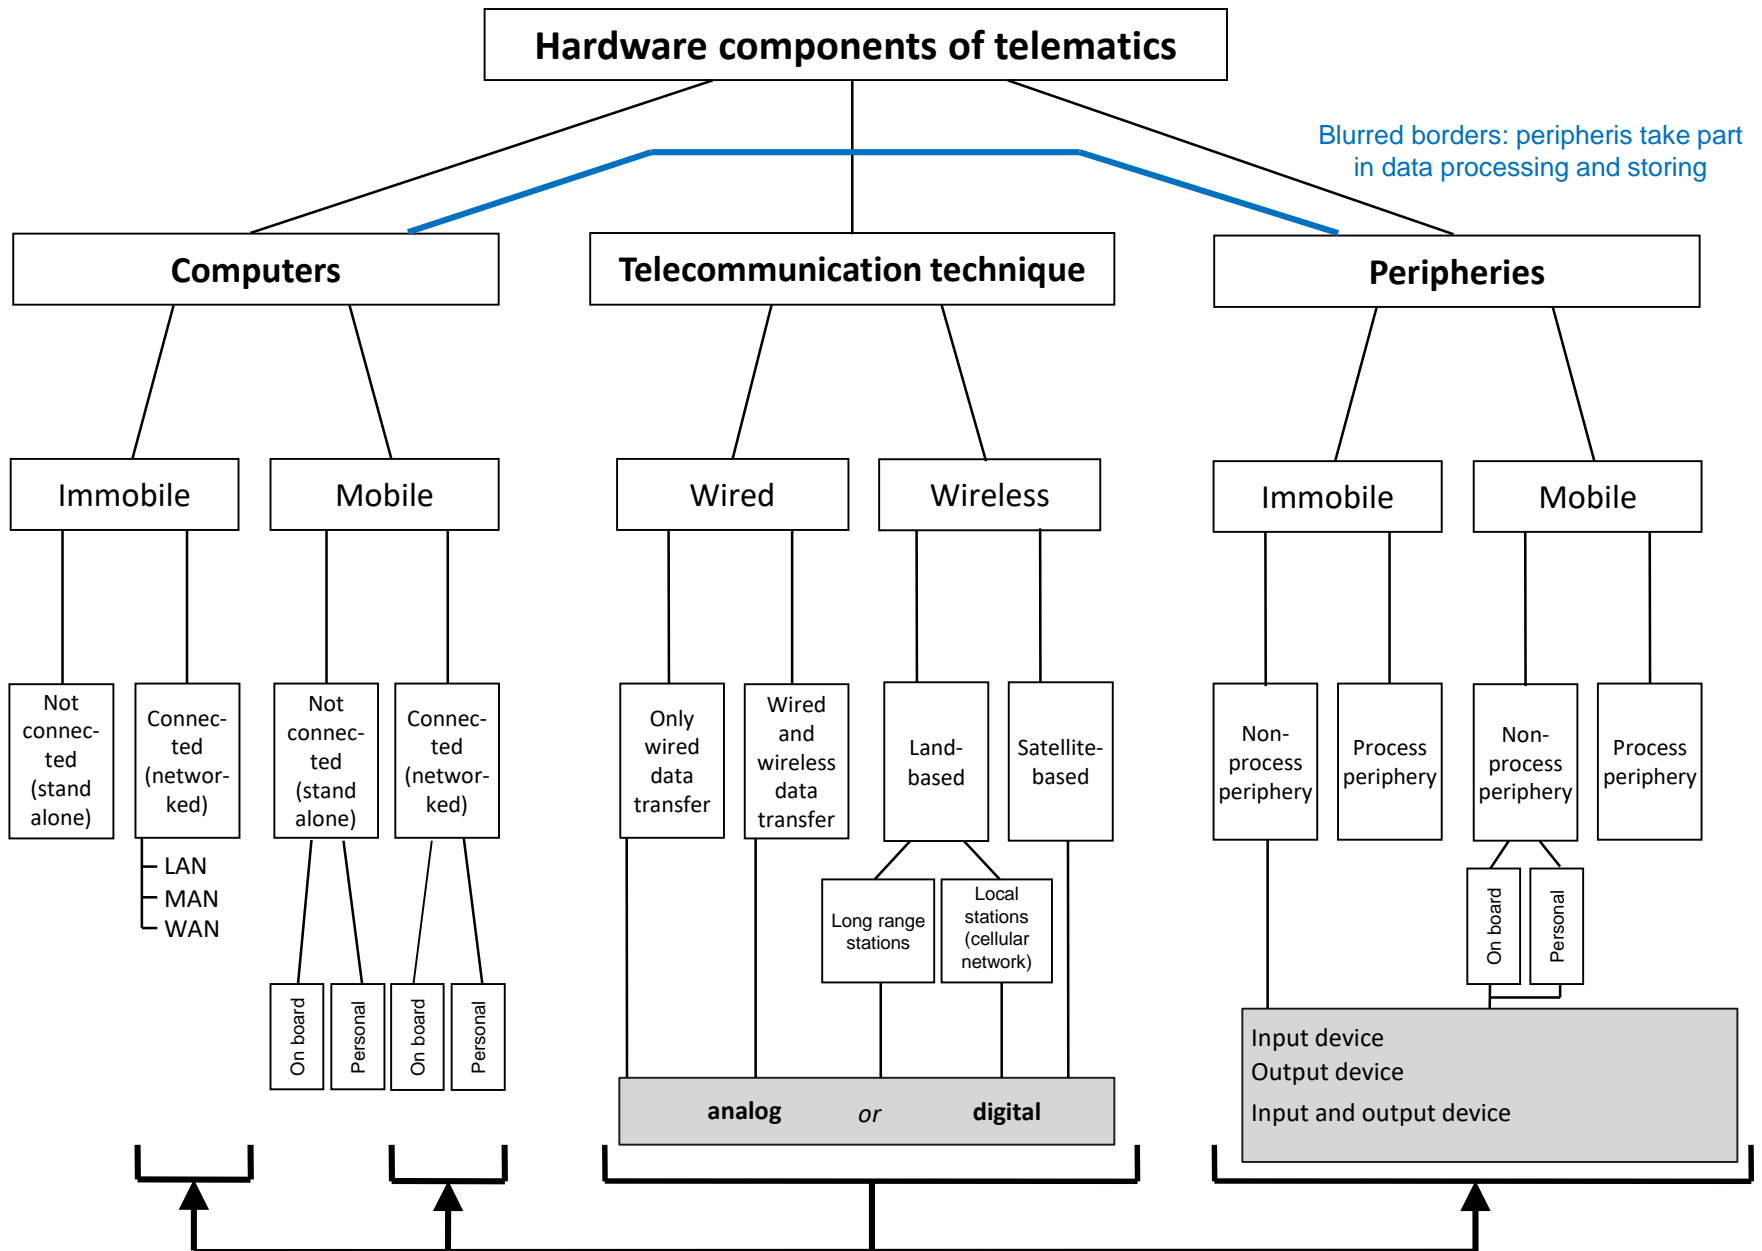 Hardware components of telematics
Blurred borders: peripheris take part
in data processing and storing
Computers
Telecommunication technique
Peripheries
Immobile
Mobile
Wired
Wireless
Immobile
Mobile
Not
connec-
ted
(stand
alone)
Connec-
ted
(networ-
ked)
Not
connec-
ted
(stand
alone)
Connec-
ted
(networ-
ked)
Only
wired
data
transfer
Wired
and
wireless
data
transfer
Land-
based
Satellite-
based
Non-
process
periphery
Process
periphery
Non-
process
periphery
Process
periphery
LAN
MAN
WAN
Long range
stations
Local
stations
(cellular
network)
On board
Personal
On board
Personal
On board
Personal
analog or digital
Input device
Output device
Input and output device